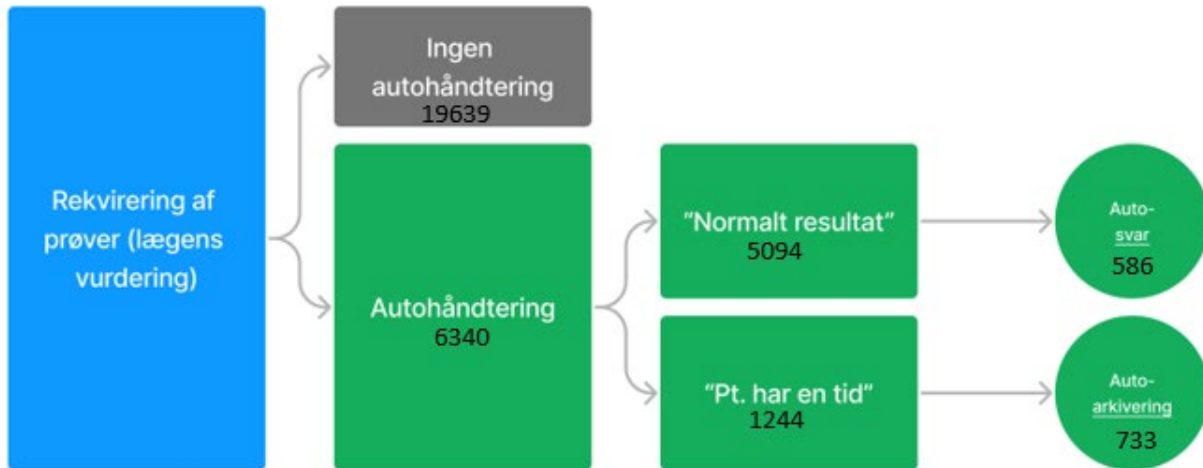 Rekvirering af
prøver (lægens
vurdering)
Ingen
autohåndtering
19639
Autohåndtering
6340
“Normalt resultat”
5094
“Pt. har en tid”
1244
Auto-
svar
586
Auto-
arkivering
733